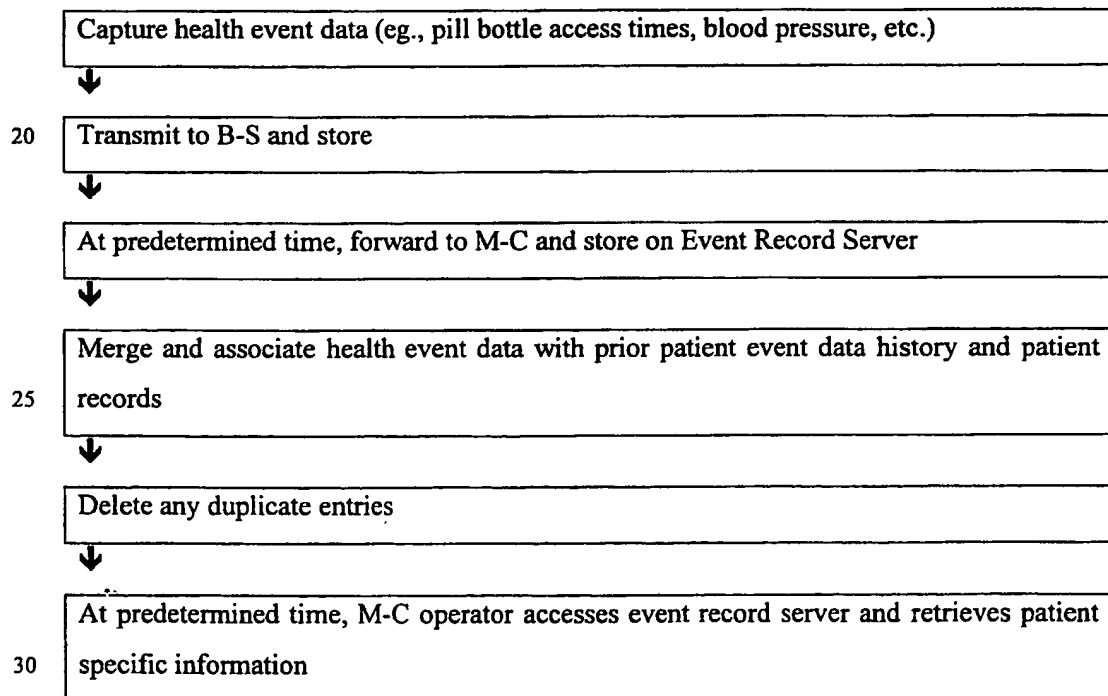 Capture health event data (eg., pill bottle access times, blood pressure, etc.)
20 Transmit to B-S and store
At predetermined time, forward to M-C and store on Event Record Server
Merge and associate health event data with prior patient event data history and patient
25 records
Delete any duplicate entries
At predetermined time, M-C operator accesses event record server and retrieves patient
30 specific information